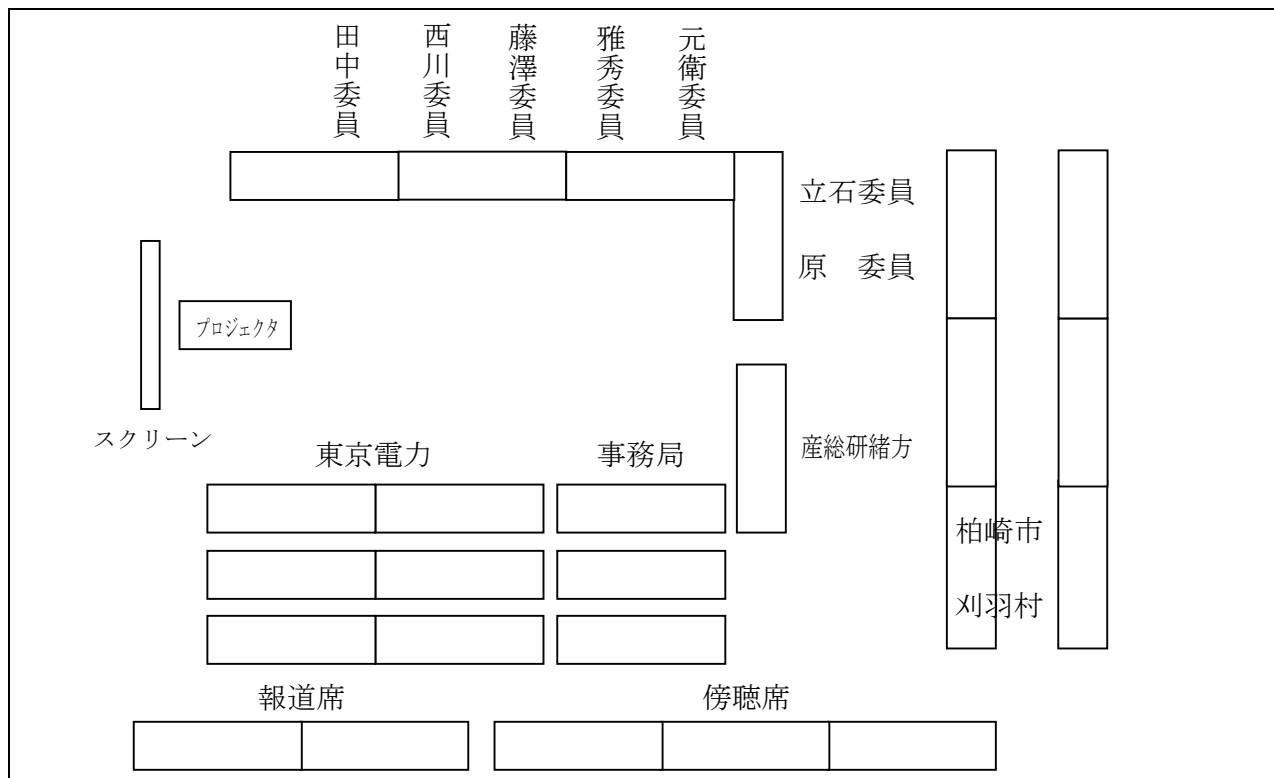 田中委員
西川委員
藤澤委員
雅秀委員
元衛委員
立石委員
原　委員
プロジェクタ
スクリーン
東京電力
事務局
産総研緒方
柏崎市
刈羽村
報道席
傍聴席